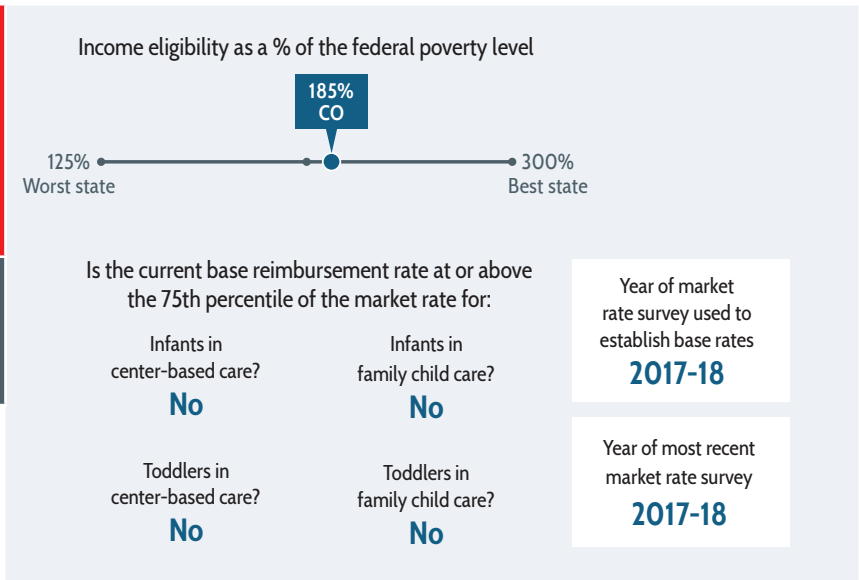 Income eligibility as a % of the federal poverty level
185%
CO
125%
Worst state
300%
Best state
Is the current base reimbursement rate at or above
the 75th percentile of the market rate for:
Infants in
center-based care?
No
Infants in
family child care?
No
Toddlers in
center-based care?
No
Toddlers in
family child care?
No
Year of market
rate survey used to
establish base rates
2017-18
Year of most recent
market rate survey
2017-18